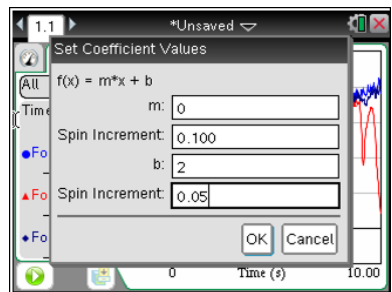 1.1
*Unsaved
Set Coefficient Values
f(x) = m*x + b
m: 0
Spin Increment: 0.100
b: 2
Spin Increment: 0.05
OK Cancel
All
Time
Fo
Fo
Fo
0 Time (s) 10.00